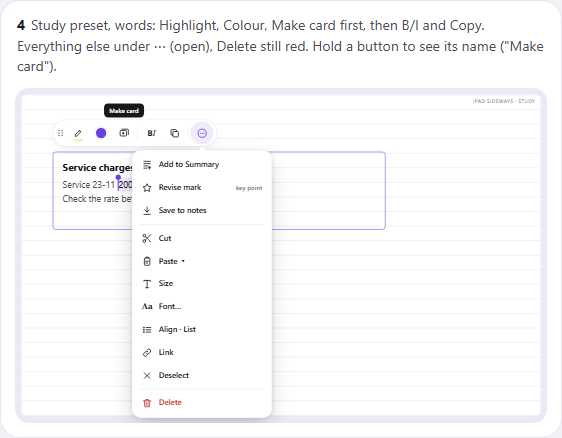 4 Study preset, words: Highlight, Colour, Make card first, then B/I and Copy.
Everything else under ··· (open), Delete still red. Hold a button to see its name ("Make
card").
iPAD SIDEWAYS · STUDY
Make card
B/I
Service charges
Service 23-11 200
Check the rate be
Add to Summary
Revise mark key point
Save to notes
Cut
Paste
Size
Aa Font...
Align · List
Link
Deselect
Delete